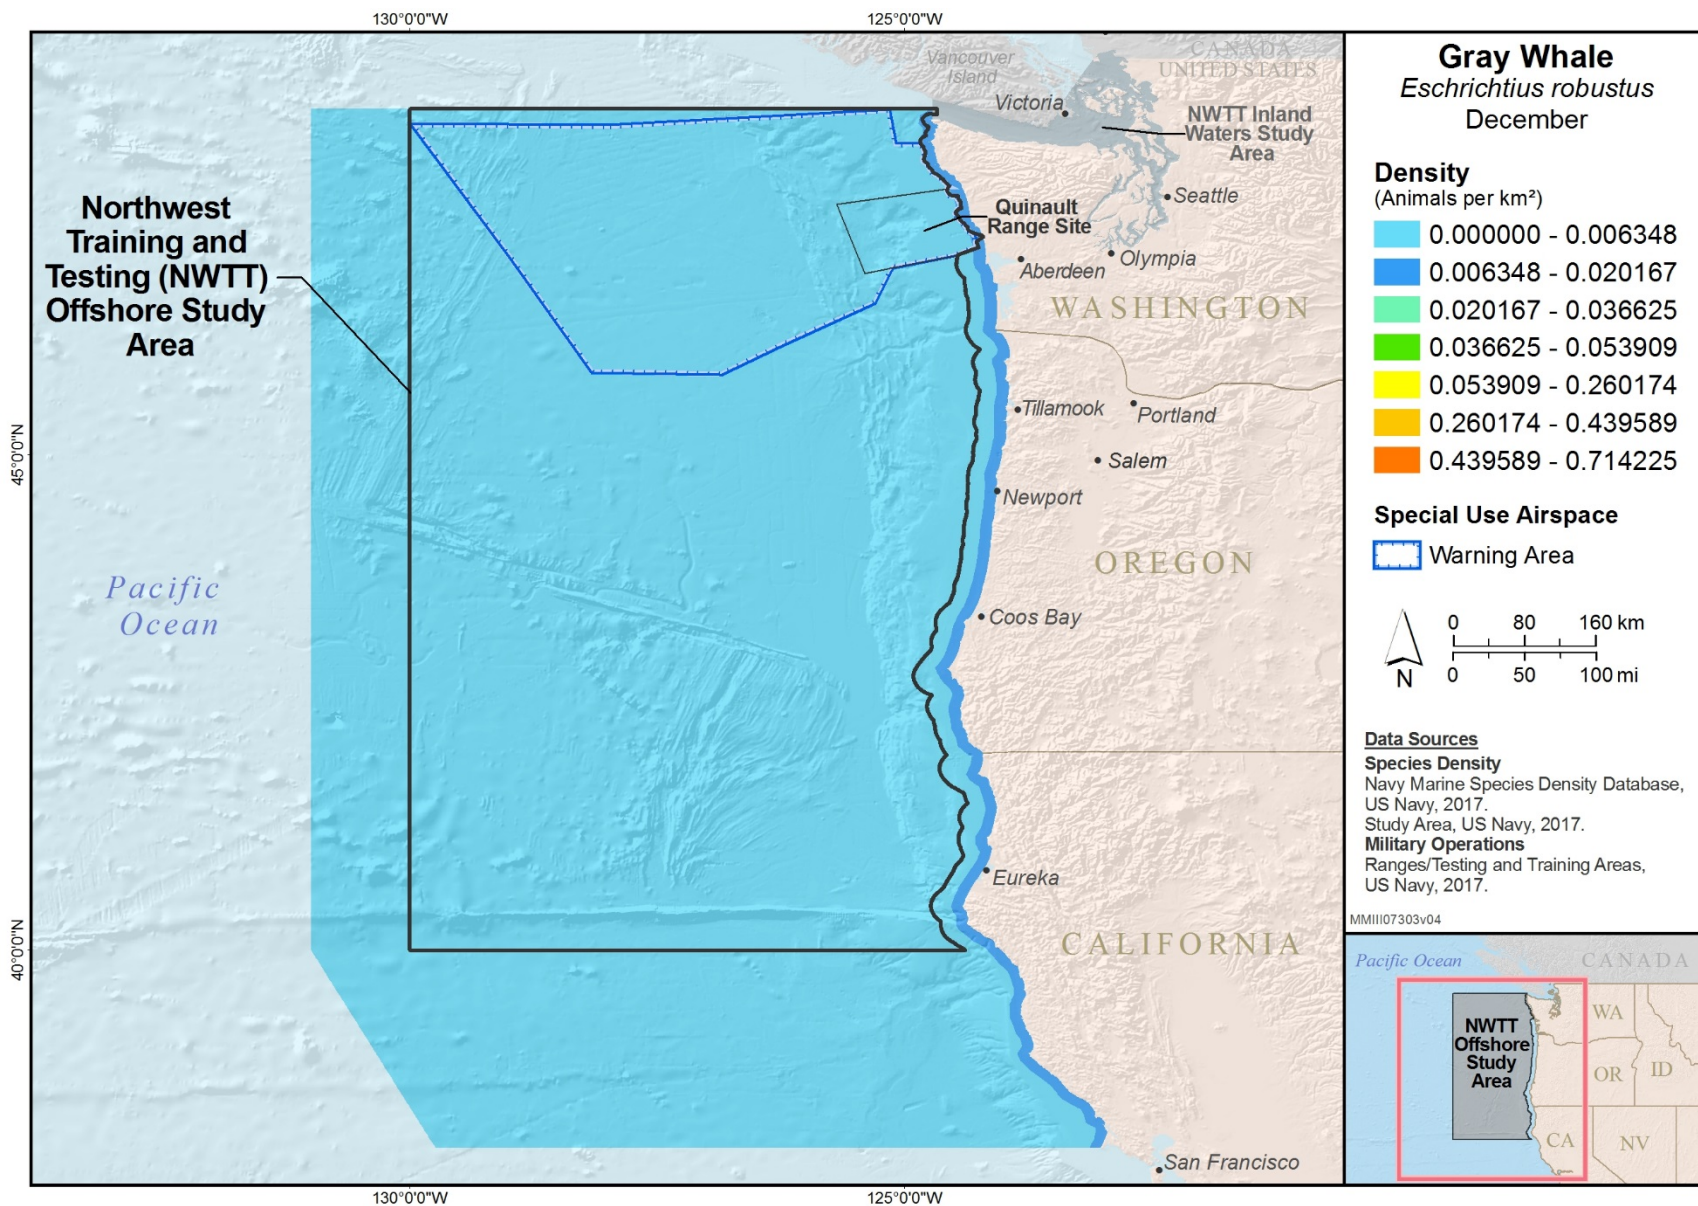 130°0'0"W
125°0'0"W
CANADA
UNITED STATES
Vancouver
Island
Victoria
NWTT Inland
Waters Study
Area
Seattle
Northwest
Training and
Testing (NWTT)
Offshore Study
Area
Quinault
Range Site
Aberdeen
Olympia
WASHINGTON
Tillamook
Portland
45°0'0"N
Salem
Newport
OREGON
Pacific
Ocean
Coos Bay
Eureka
40°0'0"N
CALIFORNIA
San Francisco
130°0'0"W
125°0'0"W
Gray Whale
Eschrichtius robustus
December
Density
(Animals per km²)
0.000000 - 0.006348
0.006348 - 0.020167
0.020167 - 0.036625
0.036625 - 0.053909
0.053909 - 0.260174
0.260174 - 0.439589
0.439589 - 0.714225
Special Use Airspace
Warning Area
0 80 160 km
0 50 100 mi
N
Data Sources
Species Density
Navy Marine Species Density Database,
US Navy, 2017.
Study Area, US Navy, 2017.
Military Operations
Ranges/Testing and Training Areas,
US Navy, 2017.
MMIII07303v04
Pacific Ocean
CANADA
NWTT
Offshore
Study
Area
WA
OR
ID
CA
NV